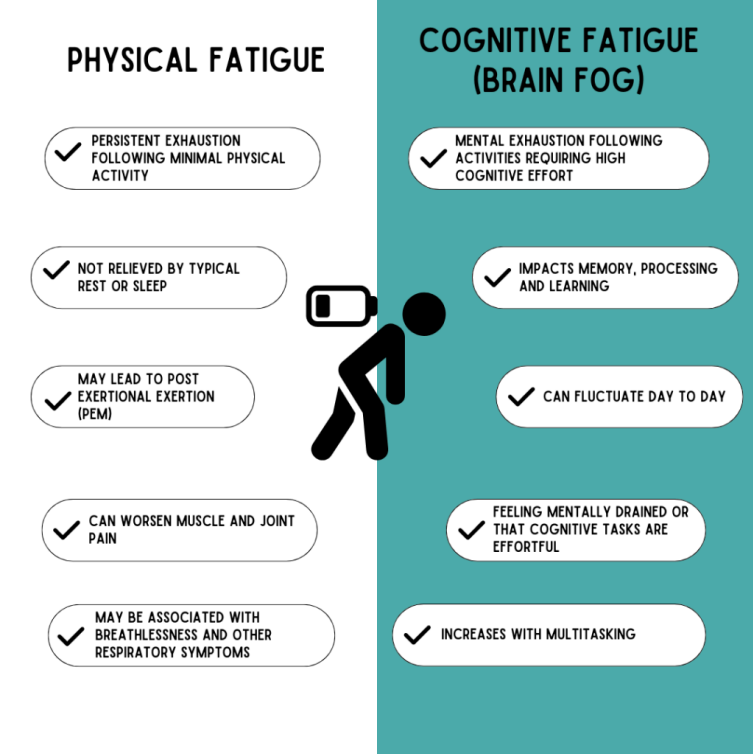 PHYSICAL FATIGUE
PERSISTENT EXHAUSTION
FOLLOWING MINIMAL PHYSICAL
ACTIVITY
NOT RELIEVED BY TYPICAL
REST OR SLEEP
MAY LEAD TO POST
EXERTIONAL EXERTION
(PEM)
CAN WORSEN MUSCLE AND JOINT
PAIN
MAY BE ASSOCIATED WITH
BREATHLESSNESS AND OTHER
RESPIRATORY SYMPTOMS
COGNITIVE FATIGUE
(BRAIN FOG)
MENTAL EXHAUSTION FOLLOWING
ACTIVITIES REQUIRING HIGH
COGNITIVE EFFORT
IMPACTS MEMORY, PROCESSING
AND LEARNING
CAN FLUCTUATE DAY TO DAY
FEELING MENTALLY DRAINED OR
THAT COGNITIVE TASKS ARE
EFFORTFUL
INCREASES WITH MULTITASKING